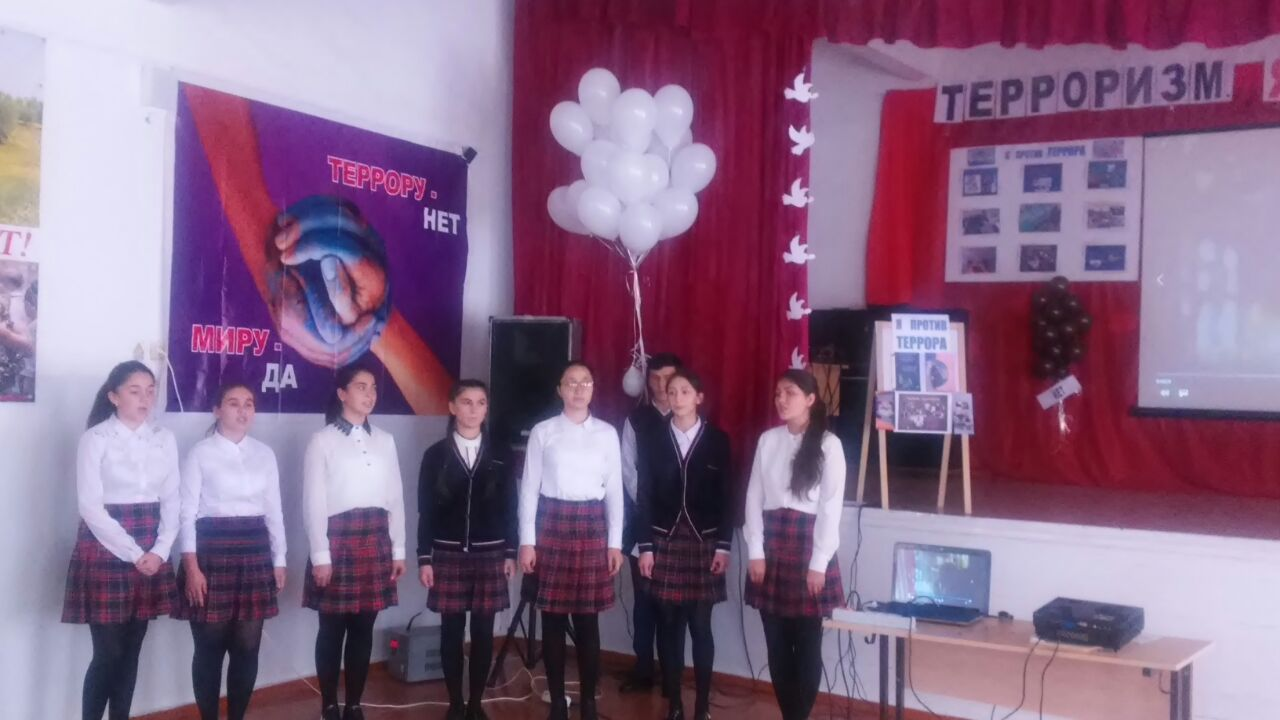 Т!
ТЕРРОРУ.
НЕТ
МИРУ.
ДА
ТЕРРОРИЗМ
Я ПРОТИВ ТЕРРОРА
Я ПРОТИВ
ТЕРРОРА
НЕТ